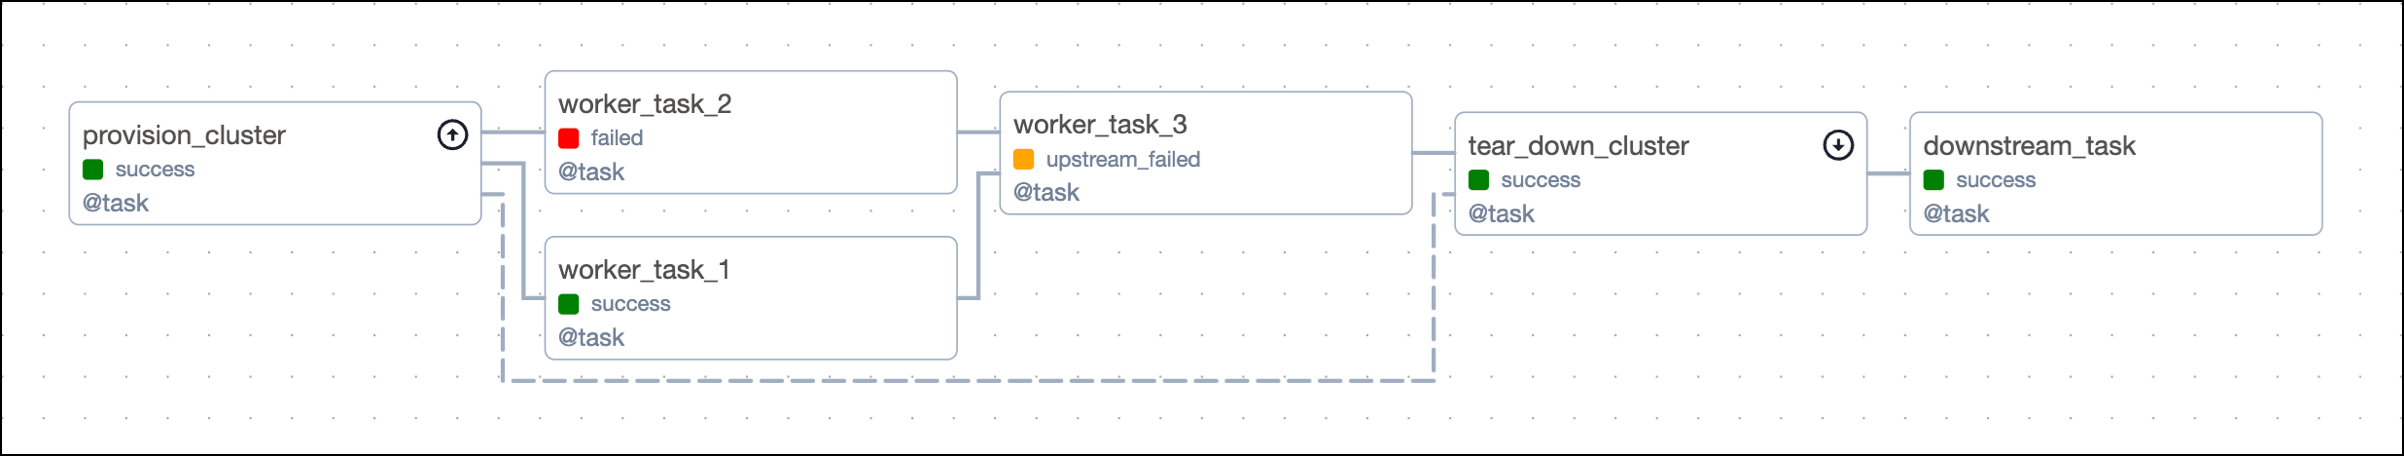 provision_cluster
success
@task
worker_task_2
failed
@task
worker_task_1
success
@task
worker_task_3
upstream_failed
@task
tear_down_cluster
success
@task
downstream_task
success
@task